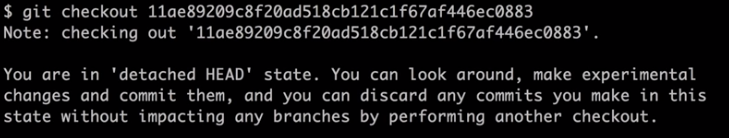 $ git checkout 11ae89209c8f20ad518cb121c1f67af446ec0883
Note: checking out '11ae89209c8f20ad518cb121c1f67af446ec0883'.

You are in 'detached HEAD' state. You can look around, make experimental
changes and commit them, and you can discard any commits you make in this
state without impacting any branches by performing another checkout.